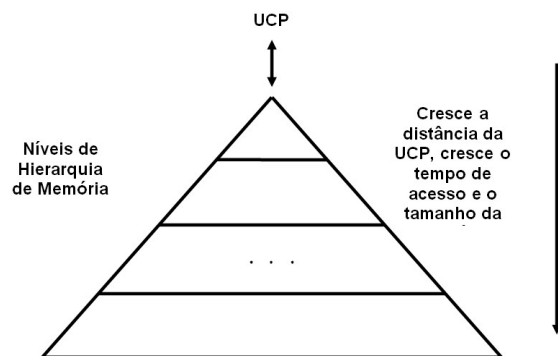 UCP
Níveis de
Hierarquia
de Memória
Cresce a
distância da
UCP, cresce o
tempo de
acesso e o
tamanho da
. . .